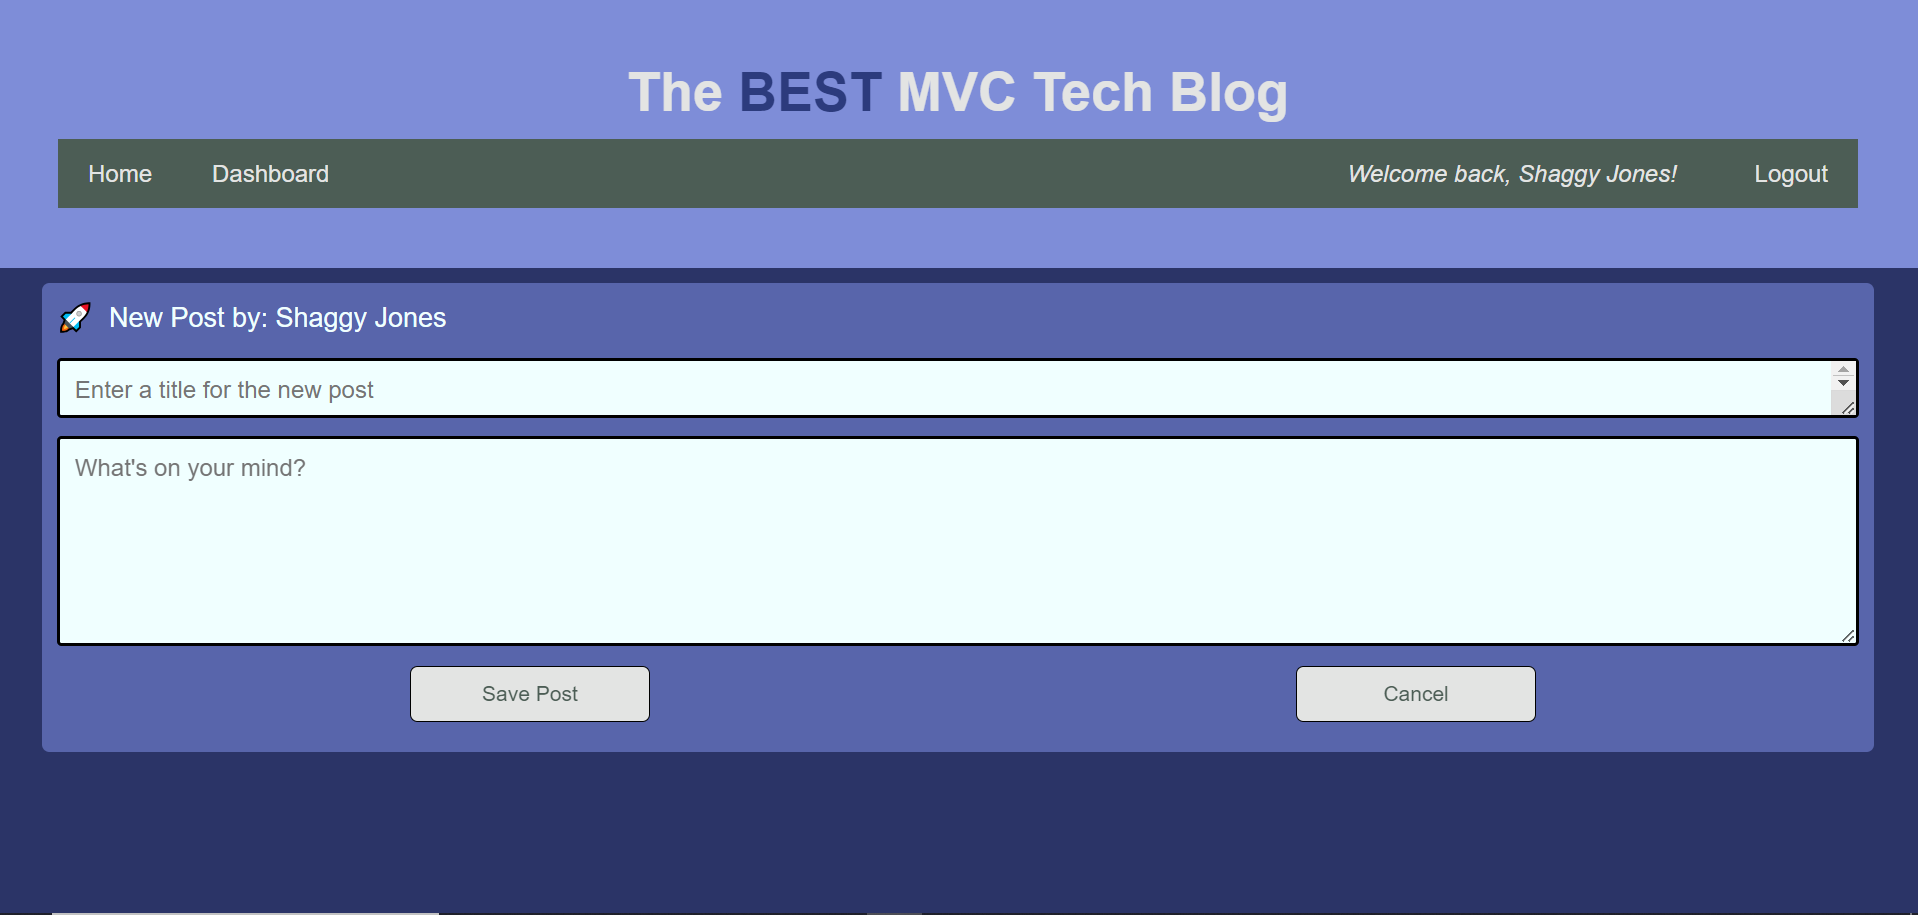 The BEST MVC Tech Blog
Home Dashboard Welcome back, Shaggy Jones! Logout
New Post by: Shaggy Jones
Enter a title for the new post
What's on your mind?
Save Post Cancel